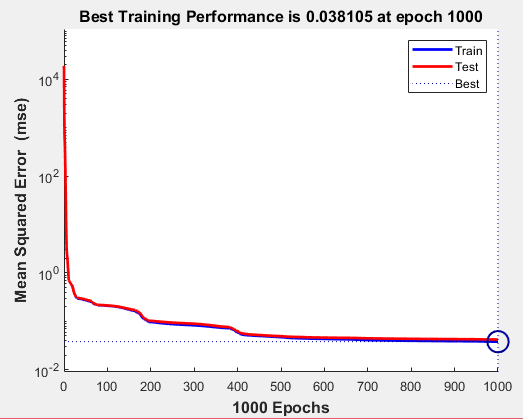 Best Training Performance is 0.038105 at epoch 1000
Train
Test
Best
Mean Squared Error (mse)
10^4
10^2
10^0
10^-2
0 100 200 300 400 500 600 700 800 900 1000
1000 Epochs